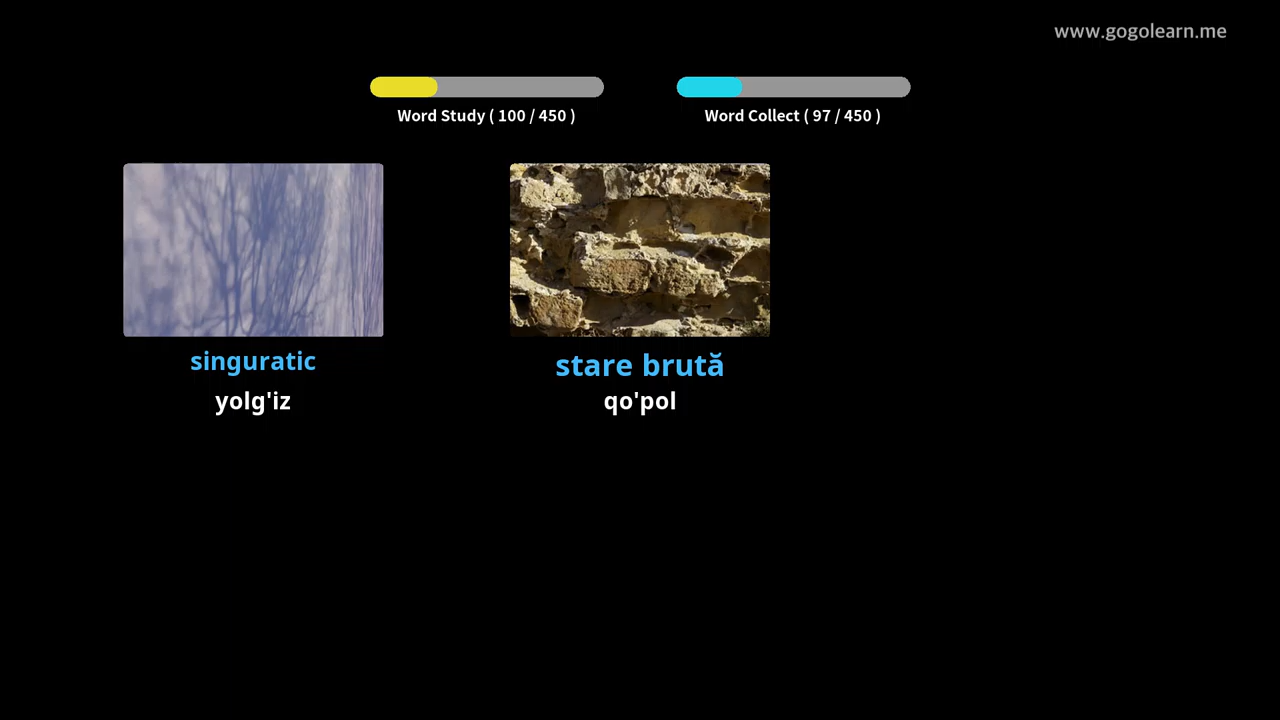 www.gogolearn.me
Word Study ( 100 / 450 )
Word Collect ( 97 / 450 )
singuratic
yolg'iz
stare brută
qo'pol